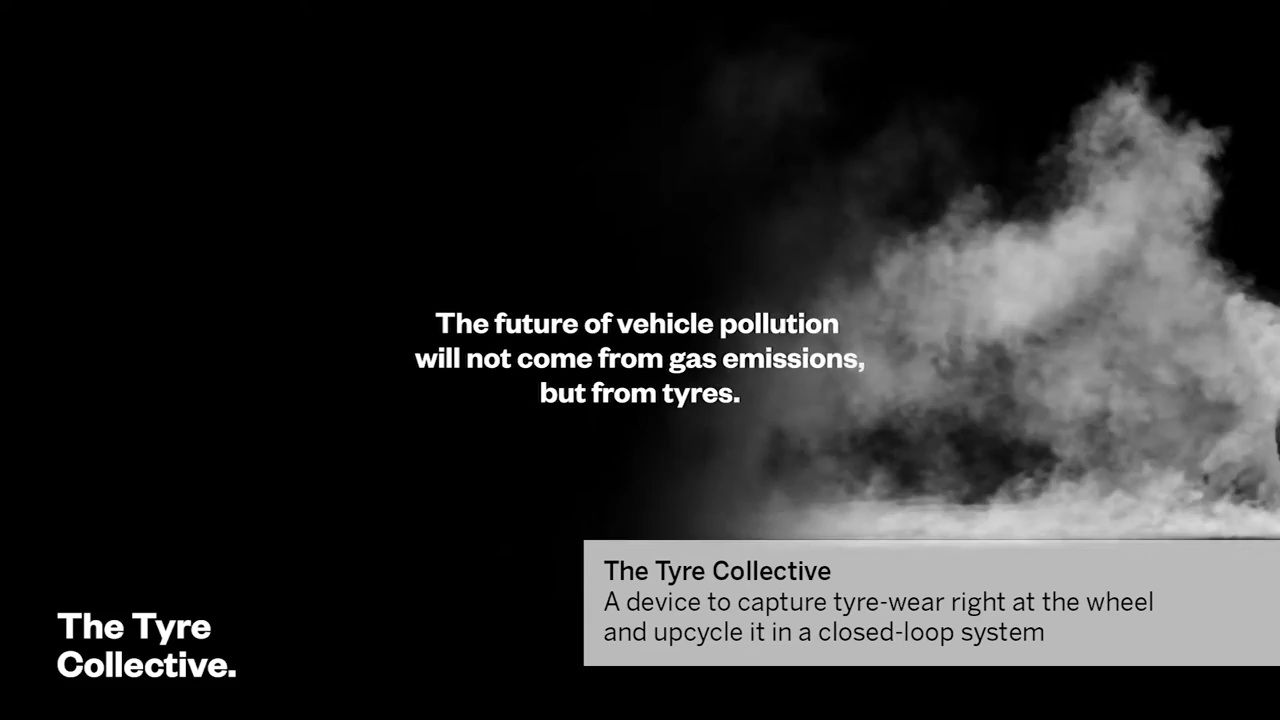 The future of vehicle pollution
will not come from gas emissions,
but from tyres.
The Tyre Collective
A device to capture tyre-wear right at the wheel
and upcycle it in a closed-loop system
The Tyre
Collective.